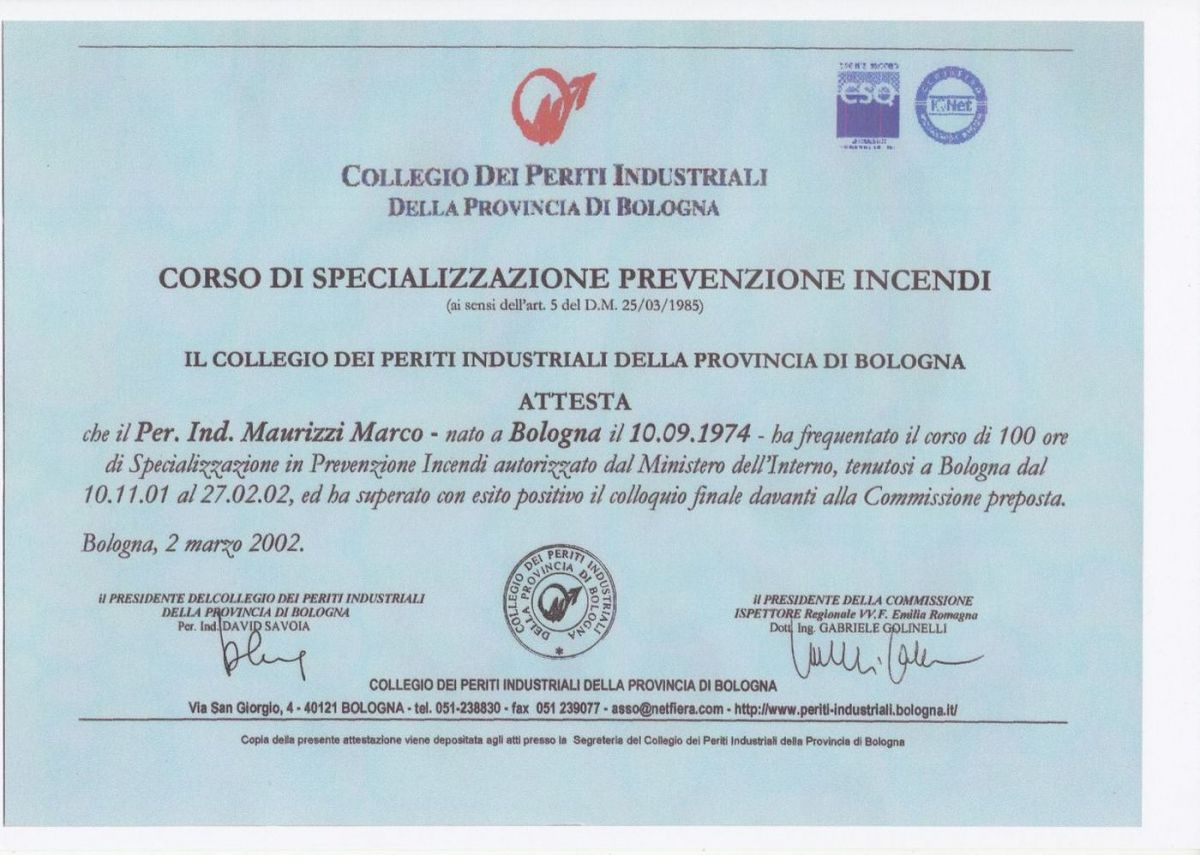 CSQ
IQNet
COLLEGIO DEI PERITI INDUSTRIALI
DELLA PROVINCIA DI BOLOGNA
CORSO DI SPECIALIZZAZIONE PREVENZIONE INCENDI
(ai sensi dell'art. 5 del D.M. 25/03/1985)
IL COLLEGIO DEI PERITI INDUSTRIALI DELLA PROVINCIA DI BOLOGNA
ATTESTA
che il Per. Ind. Maurizzi Marco - nato a Bologna il 10.09.1974 - ha frequentato il corso di 100 ore
di Specializzazione in Prevenzione Incendi autorizzato dal Ministero dell'Interno, tenutosi a Bologna dal
10.11.01 al 27.02.02, ed ha superato con esito positivo il colloquio finale davanti alla Commissione preposta.
Bologna, 2 marzo 2002.
il PRESIDENTE DELCOLLEGIO DEI PERITI INDUSTRIALI
DELLA PROVINCIA DI BOLOGNA
Per. Ind. DAVID SAVOIA
COLLEGIO DEI PERITI INDUSTRIALI
DELLA PROVINCIA DI BOLOGNA
il PRESIDENTE DELLA COMMISSIONE
ISPETTORE Regionale VV.F. Emilia Romagna
Dott. Ing. GABRIELE GOLINELLI
COLLEGIO DEI PERITI INDUSTRIALI DELLA PROVINCIA DI BOLOGNA
Via San Giorgio, 4 - 40121 BOLOGNA - tel. 051-238830 - fax 051 239077 - asso@netfiera.com - http://www.periti-industriali.bologna.it/
Copia della presente attestazione viene depositata agli atti presso la Segreteria del Collegio dei Periti Industriali della Provincia di Bologna